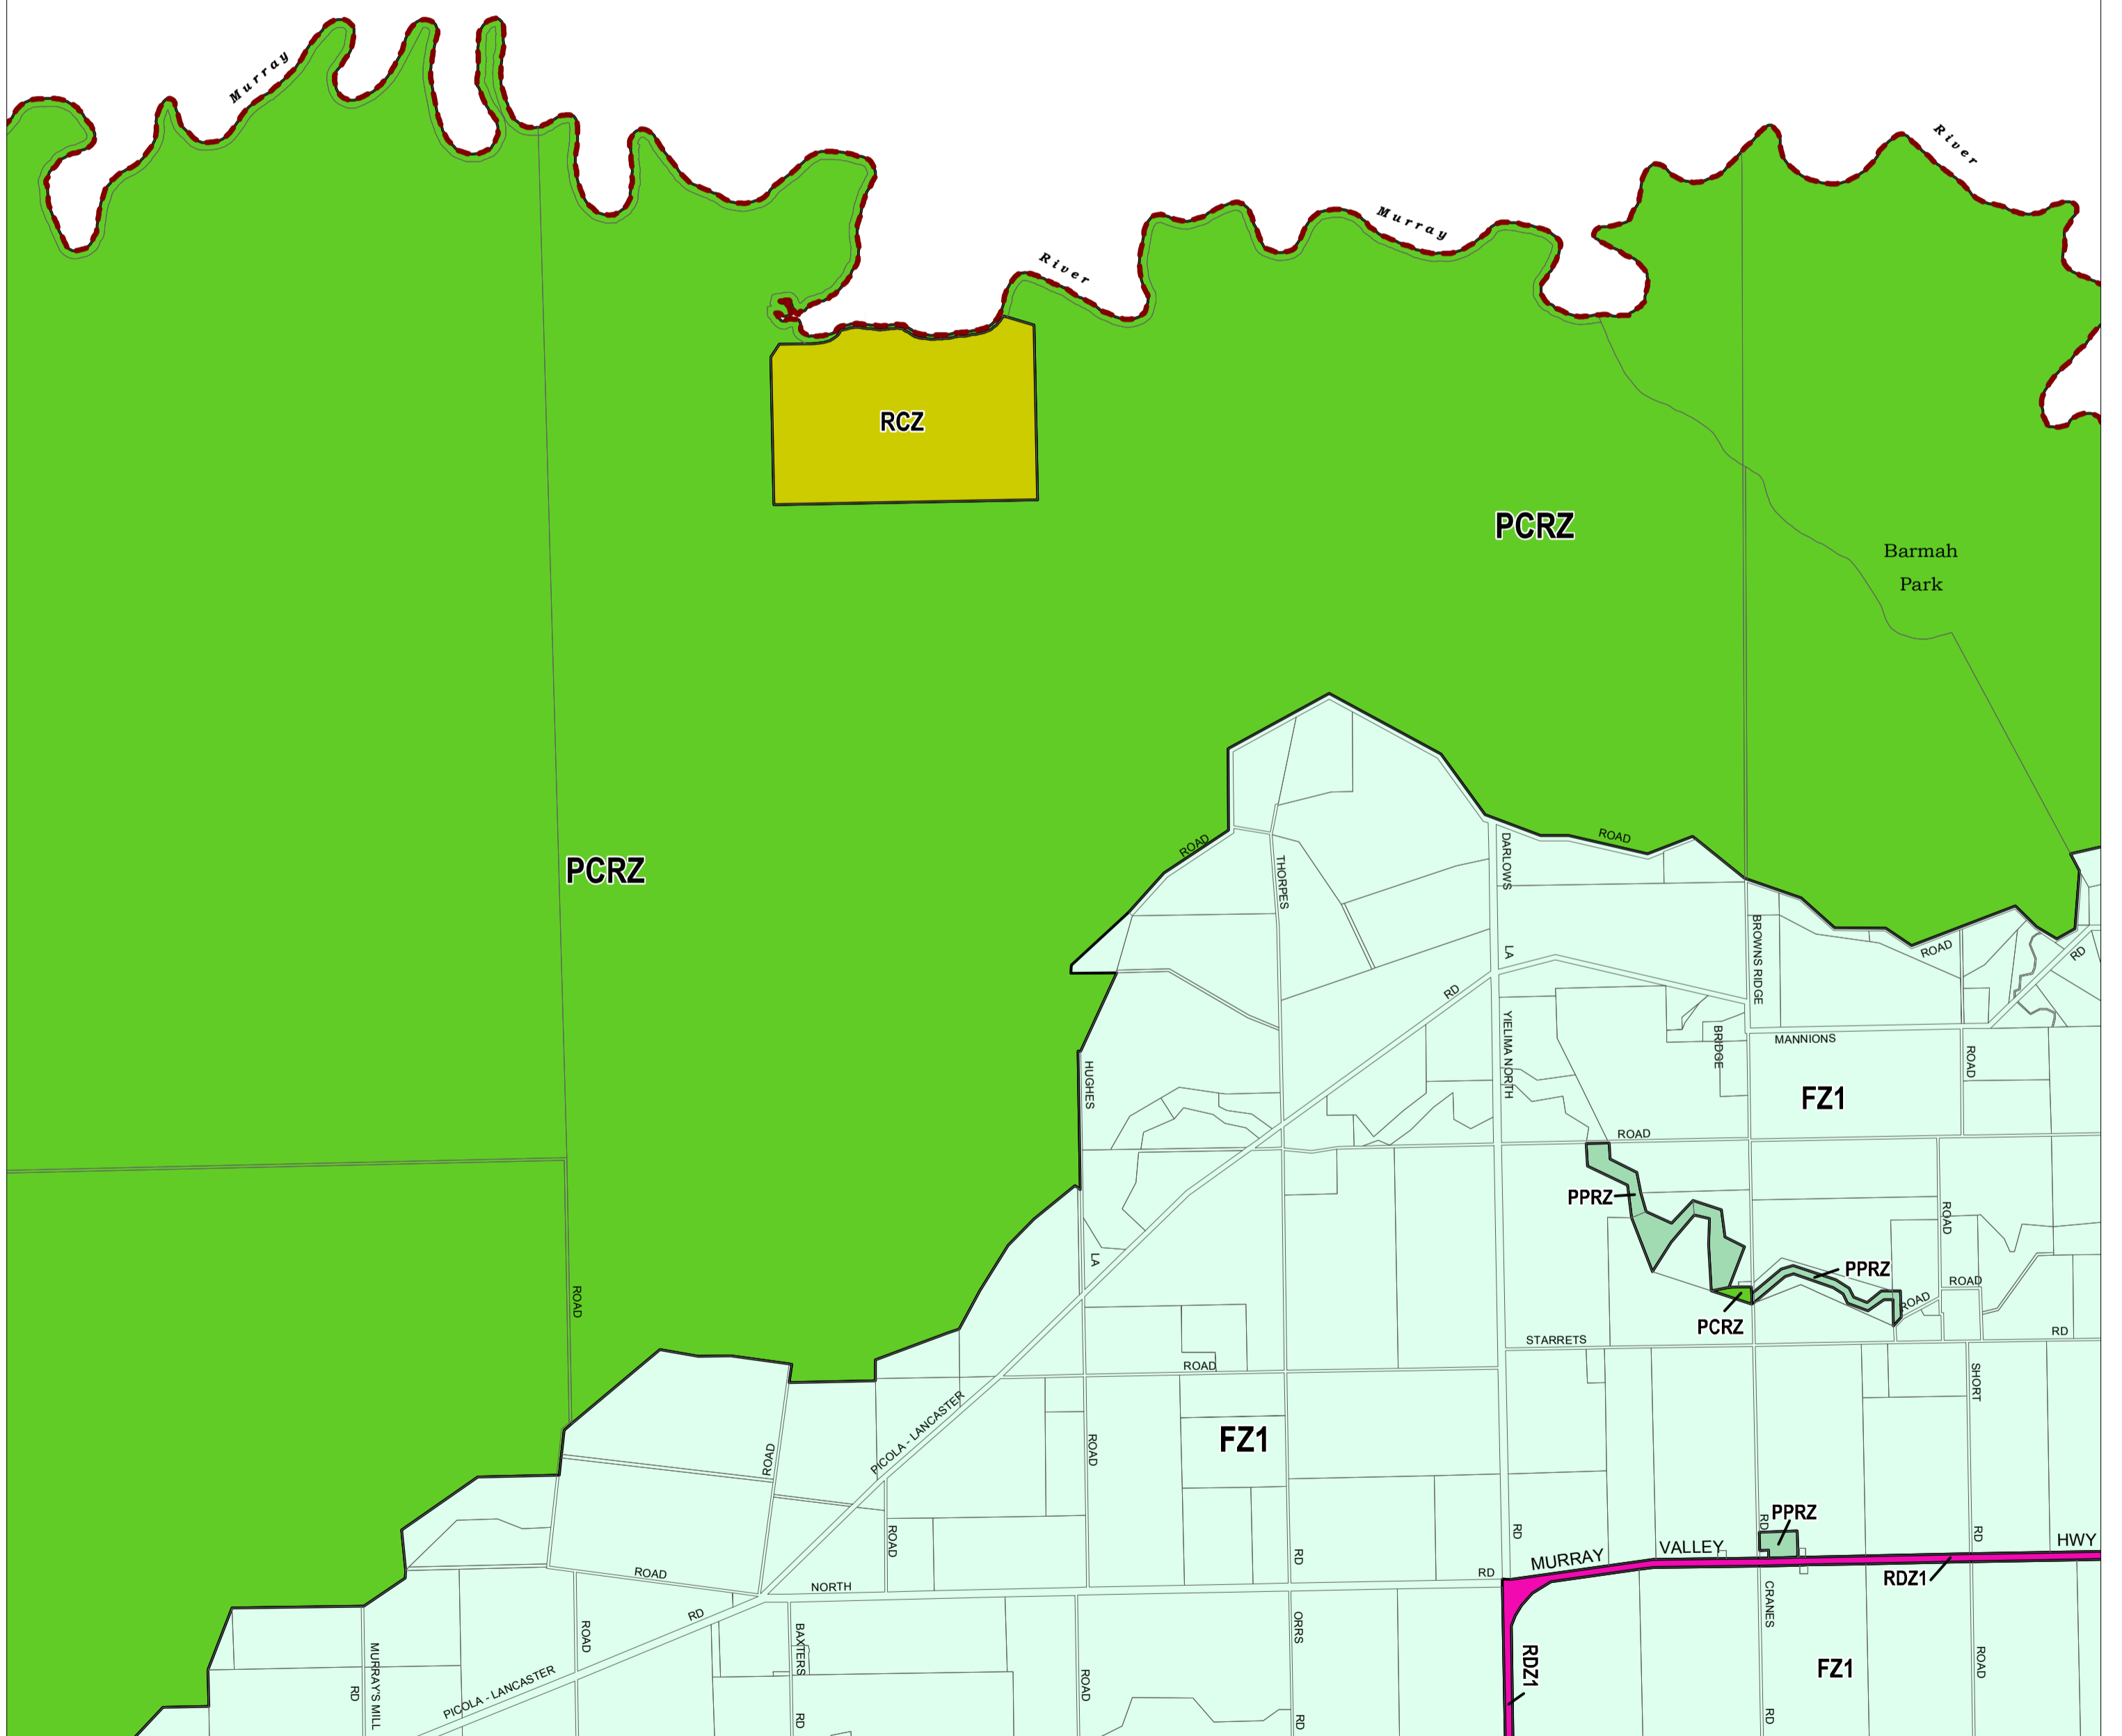 Murray
River
Murray
River
RCZ
PCRZ
Barmah
Park
ROAD
ROAD
DARLOWS
THORPES
PCRZ
BROWNS RIDGE
ROAD
RD
LA
RD
YIELIMA NORTH
BRIDGE
MANNIONS
ROAD
HUGHES
FZ1
ROAD
PPRZ
ROAD
LA
PPRZ
ROAD
ROAD
ROAD
PCRZ
STARRETS
RD
ROAD
SHORT
PICOLA - LANCASTER
FZ1
ROAD
ROAD
PPRZ
RD
ROAD
RD
RD
HWY
VALLEY
MURRAY
RD
ROAD
RD
NORTH
RDZ1
CRANES
RD
ORRS
ROAD
BAXTERS
MURRAY'S MILL
RDZ1
FZ1
ROAD
PICOLA - LANCASTER
RD
ROAD
RD
RD
RD